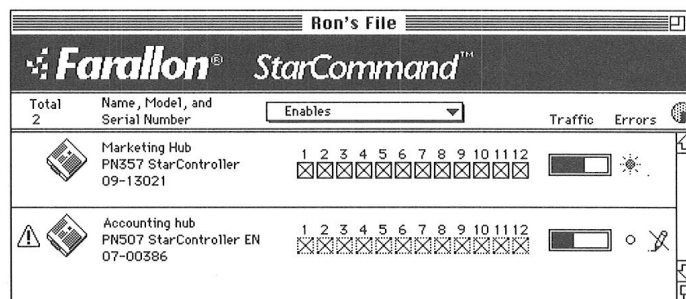 Ron's File
Farallon® StarCommand™
Total
2
Name, Model, and
Serial Number
Enables
Traffic Errors
Marketing Hub
PN357 StarController
09-13021
1 2 3 4 5 6 7 8 9 10 11 12
Accounting hub
PN507 StarController EN
07-00386
1 2 3 4 5 6 7 8 9 10 11 12